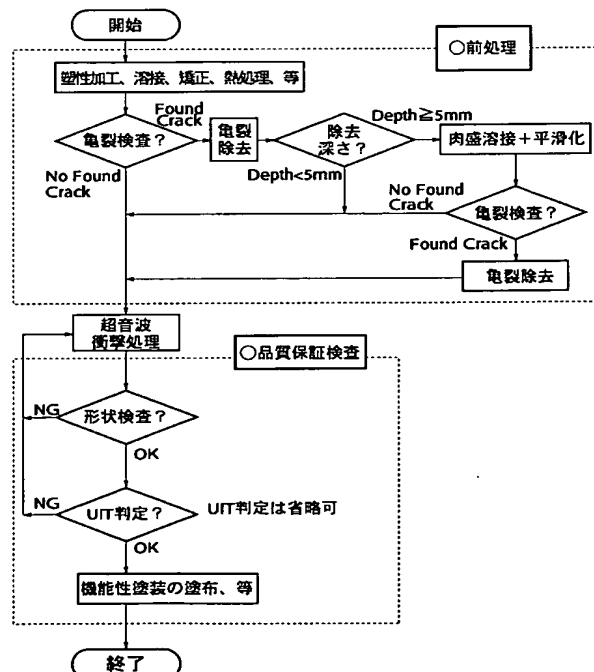 開始
○前処理
塑性加工、溶接、矯正、熱処理、等
Found
Crack
Depth≧5mm
亀裂検査？
亀裂
除去
除去
深さ？
肉盛溶接＋平滑化
No Found
Crack
Depth<5mm
No Found
Crack
亀裂検査？
Found Crack
亀裂除去
超音波
衝撃処理
○品質保証検査
NG
形状検査？
OK
NG
UIT判定？
UIT判定は省略可
OK
機能性塗装の塗布、等
終了